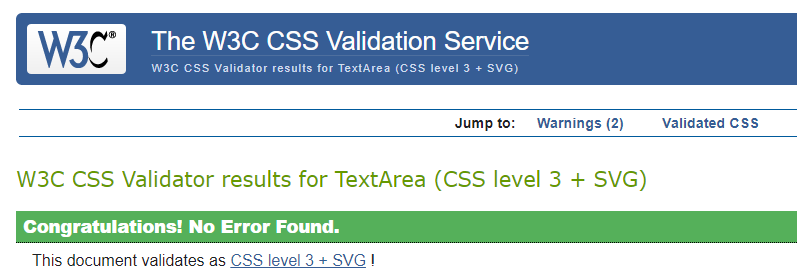 W3C®
The W3C CSS Validation Service
W3C CSS Validator results for TextArea (CSS level 3 + SVG)
Jump to: Warnings (2) Validated CSS
W3C CSS Validator results for TextArea (CSS level 3 + SVG)
Congratulations! No Error Found.
This document validates as CSS level 3 + SVG !